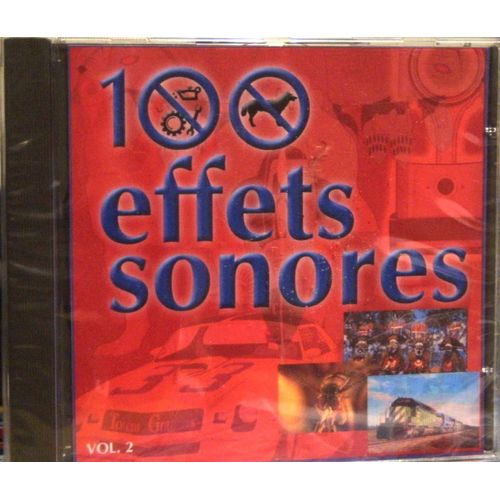 100
effets
sonores
VOL. 2